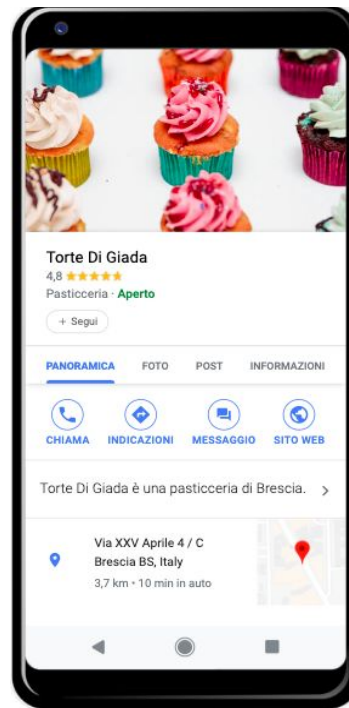 Torte Di Giada
4,8
Pasticceria · Aperto
+ Segui
PANORAMICA FOTO POST INFORMAZIONI
CHIAMA INDICAZIONI MESSAGGIO SITO WEB
Torte Di Giada è una pasticceria di Brescia.
Via XXV Aprile 4 / C
Brescia BS, Italy
3,7 km • 10 min in auto